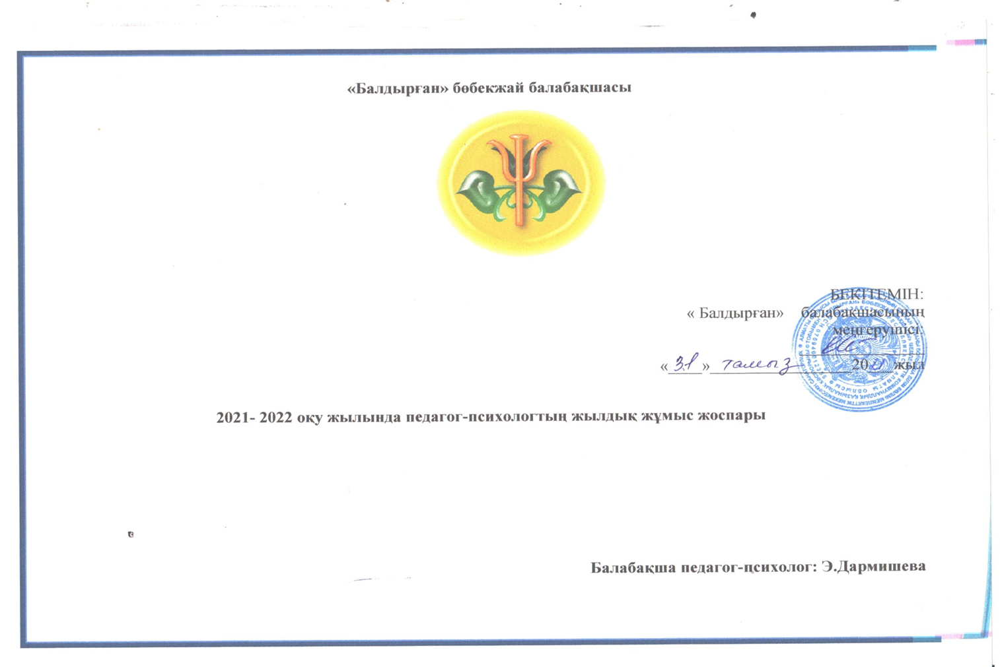 «Балдырған» бөбекжай балабақшасы
БЕКІТЕМІН:
« Балдырған» балабақшасының
меңгерушісі:
«31» тамыз 2021 жыл
2021- 2022 оқу жылында педагог-психологтың жылдық жұмыс жоспары
Балабақша педагог-психолог: Э.Дармишева